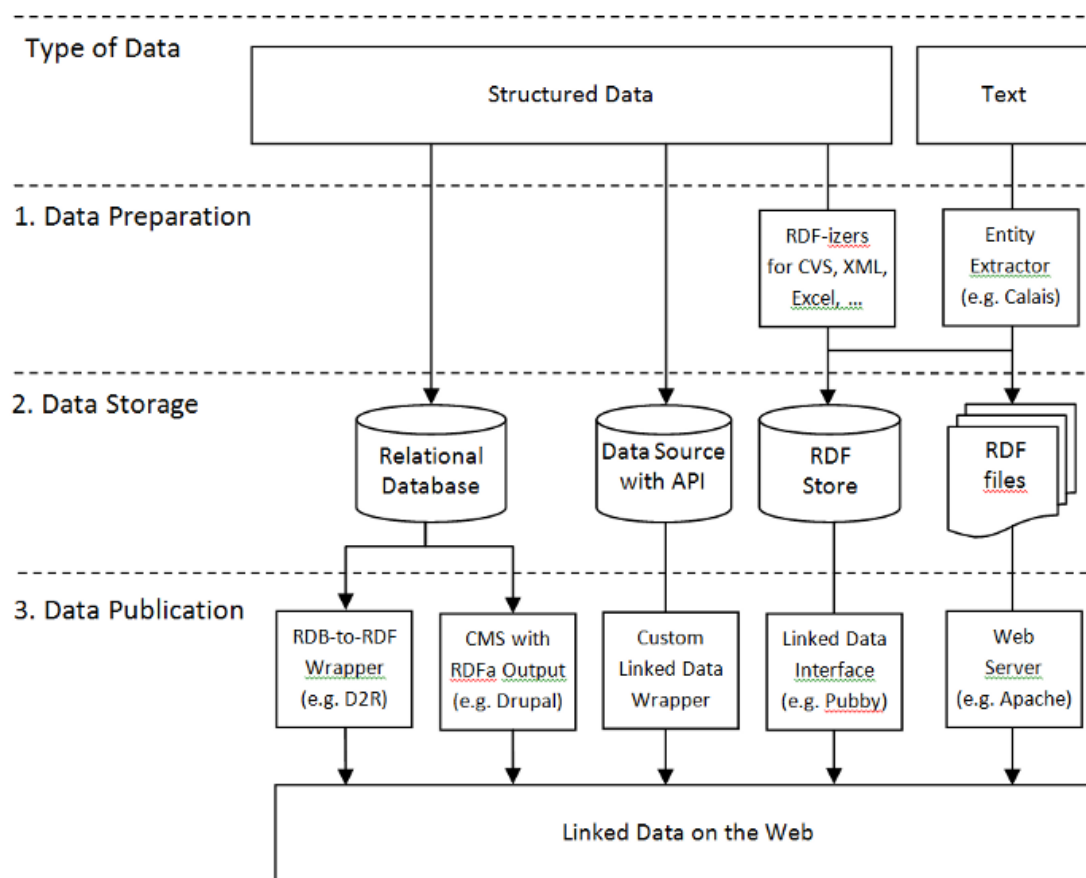 Type of Data
Structured Data
Text
1. Data Preparation
RDF-izers
for CVS, XML,
Excel, ...
Entity
Extractor
(e.g. Calais)
2. Data Storage
Relational
Database
Data Source
with API
RDF
Store
RDF
files
3. Data Publication
RDB-to-RDF
Wrapper
(e.g. D2R)
CMS with
RDFa Output
(e.g. Drupal)
Custom
Linked Data
Wrapper
Linked Data
Interface
(e.g. Pubby)
Web
Server
(e.g. Apache)
Linked Data on the Web